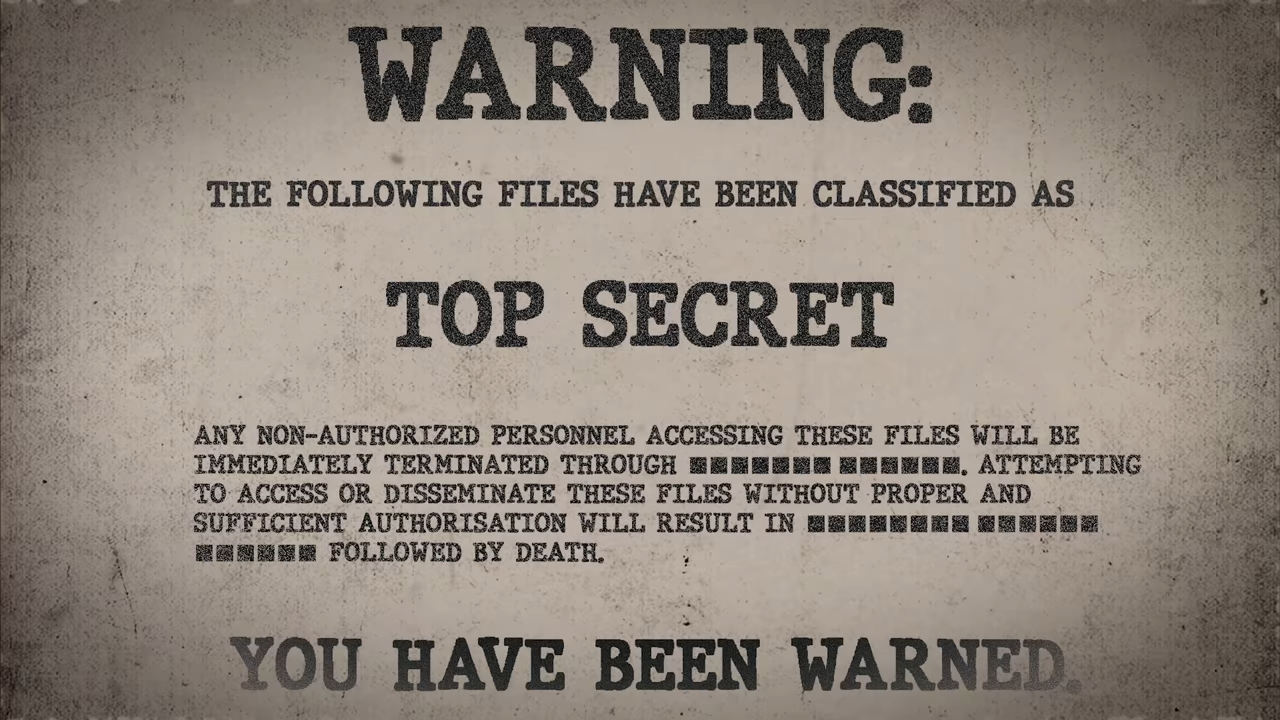 WARNING:
THE FOLLOWING FILES HAVE BEEN CLASSIFIED AS
TOP SECRET
ANY NON-AUTHORIZED PERSONNEL ACCESSING THESE FILES WILL BE
IMMEDIATELY TERMINATED THROUGH ■■■■■■■ ■■■■■■. ATTEMPTING
TO ACCESS OR DISSEMINATE THESE FILES WITHOUT PROPER AND
SUFFICIENT AUTHORISATION WILL RESULT IN ■■■■■■■■ ■■■■■■
■■■■■■ FOLLOWED BY DEATH.
YOU HAVE BEEN WARNED.